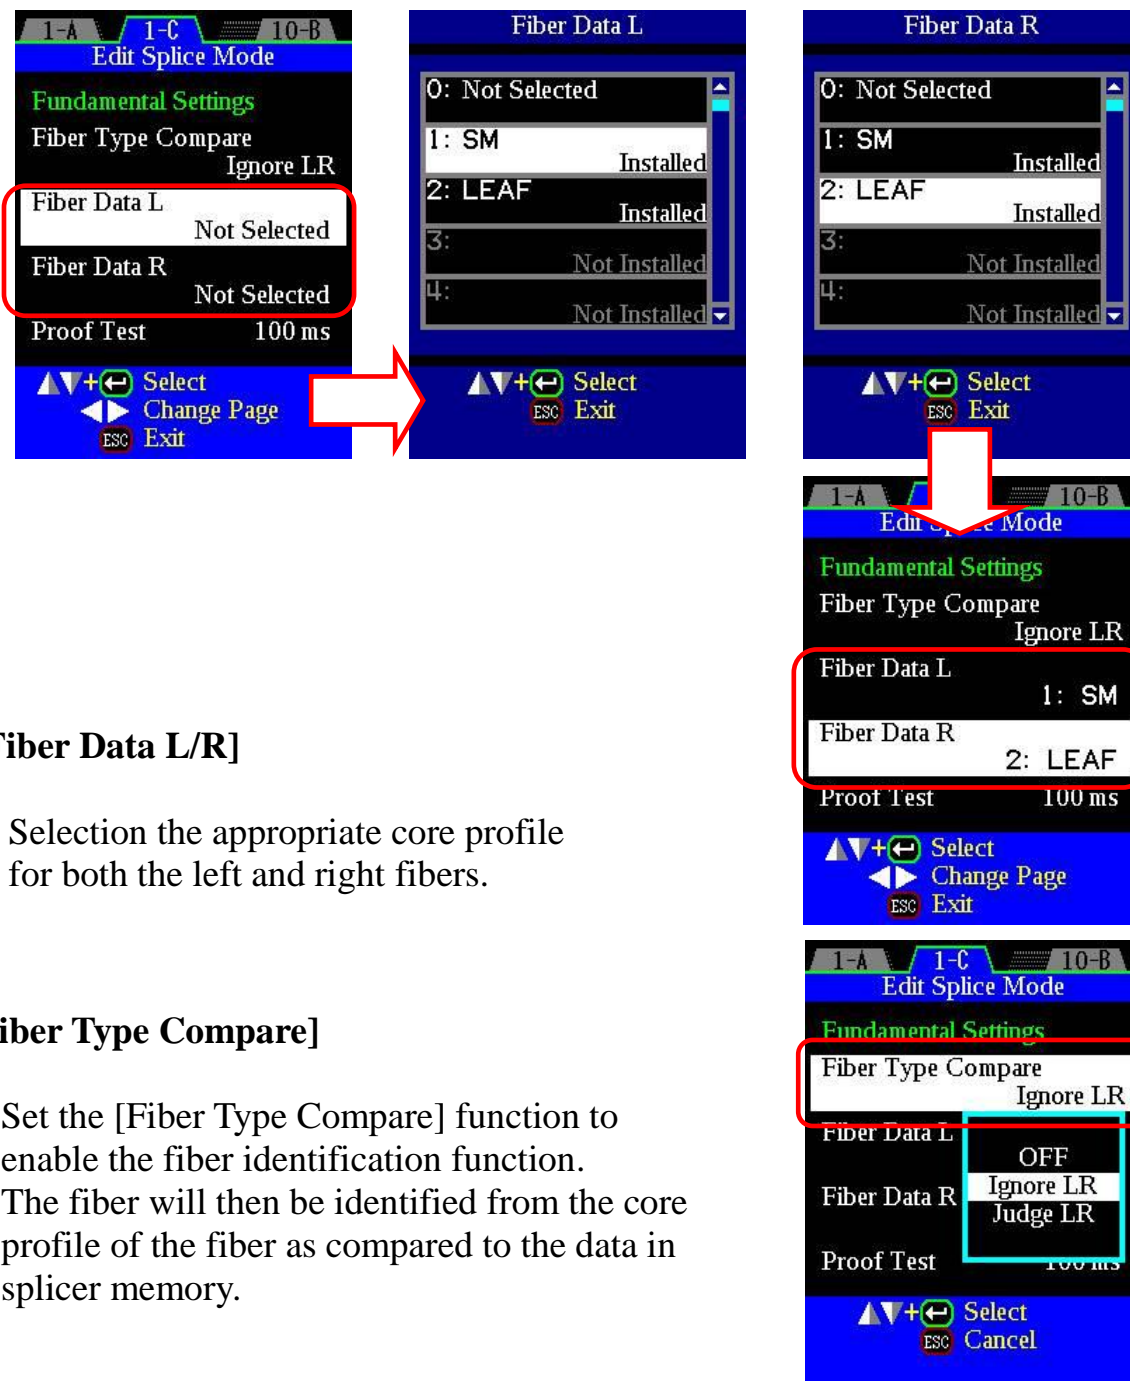 1-A 1-C 10-B
Edit Splice Mode
Fundamental Settings
Fiber Type Compare
Ignore LR
Fiber Data L
Not Selected
Fiber Data R
Not Selected
Proof Test 100 ms
+ Select
Change Page
ESC Exit
Fiber Data L
0: Not Selected
1: SM
Installed
2: LEAF
Installed
3:
Not Installed
4:
Not Installed
+ Select
ESC Exit
Fiber Data R
0: Not Selected
1: SM
Installed
2: LEAF
Installed
3:
Not Installed
4:
Not Installed
+ Select
ESC Exit
1-A 10-B
Edit Mode
Fundamental Settings
Fiber Type Compare
Ignore LR
Fiber Data L
1: SM
Fiber Data R
2: LEAF
Proof Test 100 ms
+ Select
Change Page
ESC Exit
iber Data L/R]
Selection the appropriate core profile
for both the left and right fibers.
iber Type Compare]
Set the [Fiber Type Compare] function to
enable the fiber identification function.
The fiber will then be identified from the core
profile of the fiber as compared to the data in
splicer memory.
1-A 1-C 10-B
Edit Splice Mode
Fundamental Settings
Fiber Type Compare
Ignore LR
Fiber Data L
OFF
Ignore LR
Fiber Data R
Judge LR
Proof Test 100 ms
+ Select
ESC Cancel